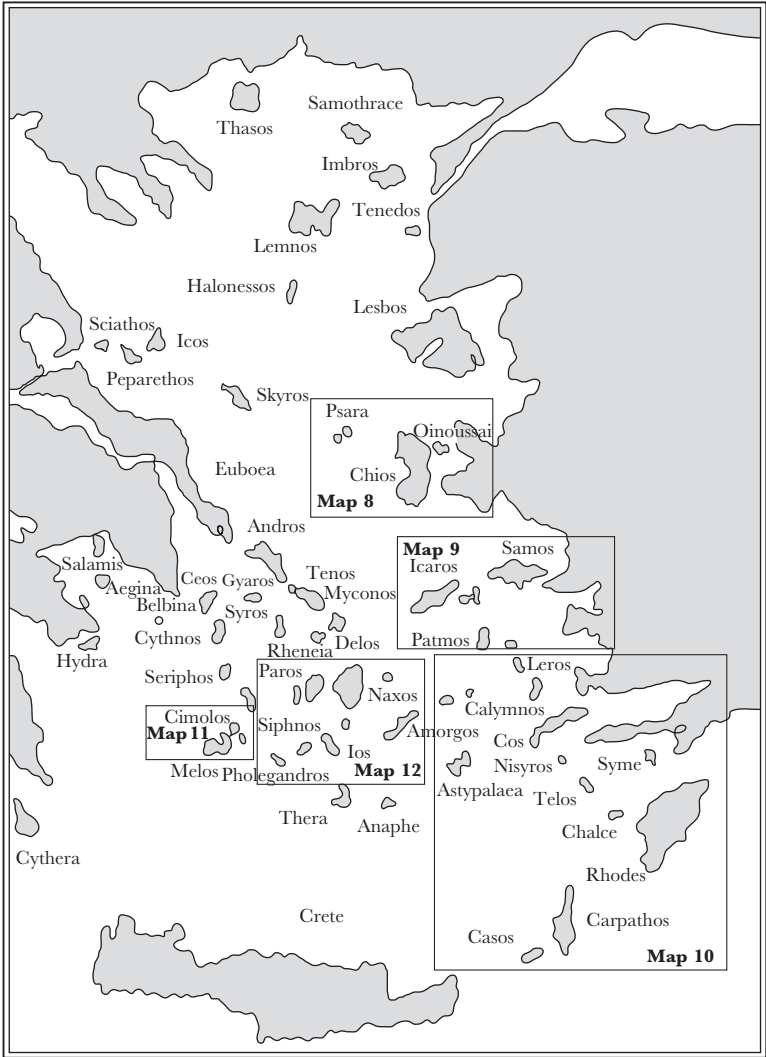 Samothrace
Thasos
Imbros
Tenedos
Lemnos
Halonessos
Lesbos
Sciathos
Icos
Peparethos
Skyros
Psara
Oinoussai
Euboea
Chios
Map 8
Andros
Map 9
Samos
Salamis
Icaros
Aegina
Ceos
Gyaros
Tenos
Belbina
Myconos
Syros
Cythnos
Delos
Patmos
Rheneia
Hydra
Leros
Seriphos
Paros
Naxos
Calymnos
Cimolos
Siphnos
Amorgos
Map 11
Cos
Ios
Nisyros
Syme
Melos
Pholegandros
Map 12
Astypalaea
Telos
Thera
Anaphe
Chalce
Cythera
Rhodes
Crete
Carpathos
Casos
Map 10